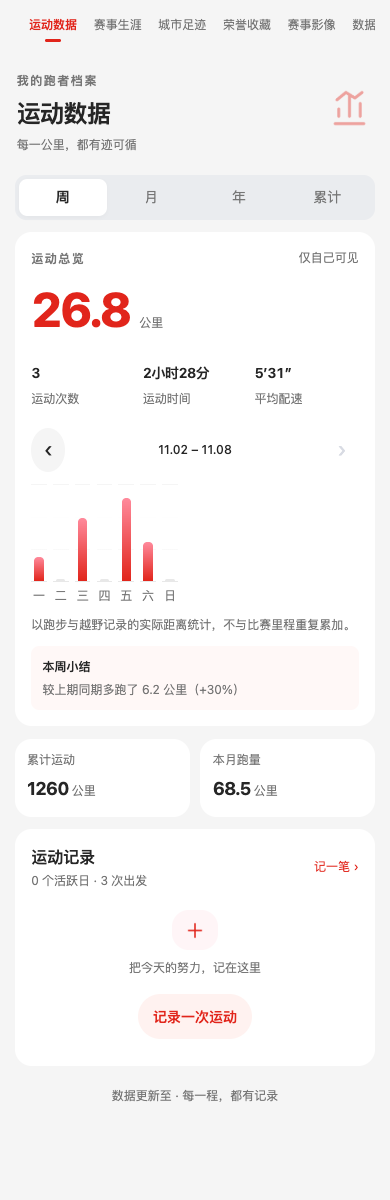 运动数据 赛事生涯 城市足迹 荣誉收藏 赛事影像 数据
我的跑者档案
运动数据
每一公里，都有迹可循
周 月 年 累计
运动总览 仅自己可见
26.8 公里
3 2小时28分 5’31”
运动次数 运动时间 平均配速
‹ 11.02 – 11.08 ›
一 二 三 四 五 六 日
以跑步与越野记录的实际距离统计，不与比赛里程重复累加。
本周小结
较上期同期多跑了 6.2 公里（+30%）
累计运动 本月跑量
1260 公里 68.5 公里
运动记录
记一笔 ›
0 个活跃日 · 3 次出发
把今天的努力，记在这里
记录一次运动
数据更新至 · 每一程，都有记录